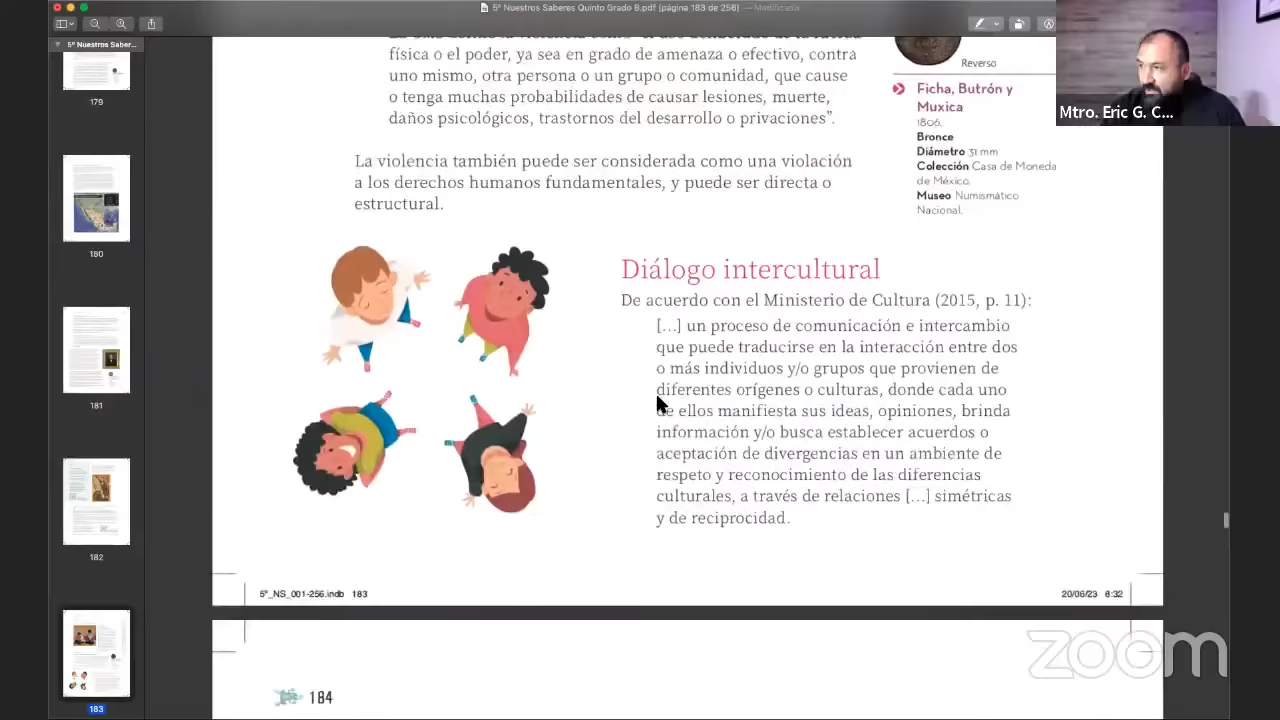 5º Nuestros Saberes Quinto Grado B.pdf (página 183 de 256) — Modificado
5º Nuestros Saber...
179
180
181
182
183
física o el poder, ya sea en grado de amenaza o efectivo, contra
uno mismo, otra persona o un grupo o comunidad, que cause
o tenga muchas probabilidades de causar lesiones, muerte,
daños psicológicos, trastornos del desarrollo o privaciones”.
La violencia también puede ser considerada como una violación
a los derechos humanos fundamentales, y puede ser directa o
estructural.
Reverso
Ficha, Butrón y
Muxica
1806.
Bronce
Diámetro 31 mm
Colección Casa de Moneda
de México.
Museo Numismático
Nacional.
Mtro. Eric G. C...
Diálogo intercultural
De acuerdo con el Ministerio de Cultura (2015, p. 11):
[...] un proceso de comunicación e intercambio
que puede traducirse en la interacción entre dos
o más individuos y/o grupos que provienen de
diferentes orígenes o culturas, donde cada uno
de ellos manifiesta sus ideas, opiniones, brinda
información y/o busca establecer acuerdos o
aceptación de divergencias en un ambiente de
respeto y reconocimiento de las diferencias
culturales, a través de relaciones [...] simétricas
y de reciprocidad.
5º_NS_001-256.indb 183
20/06/23 8:32
184
zoom